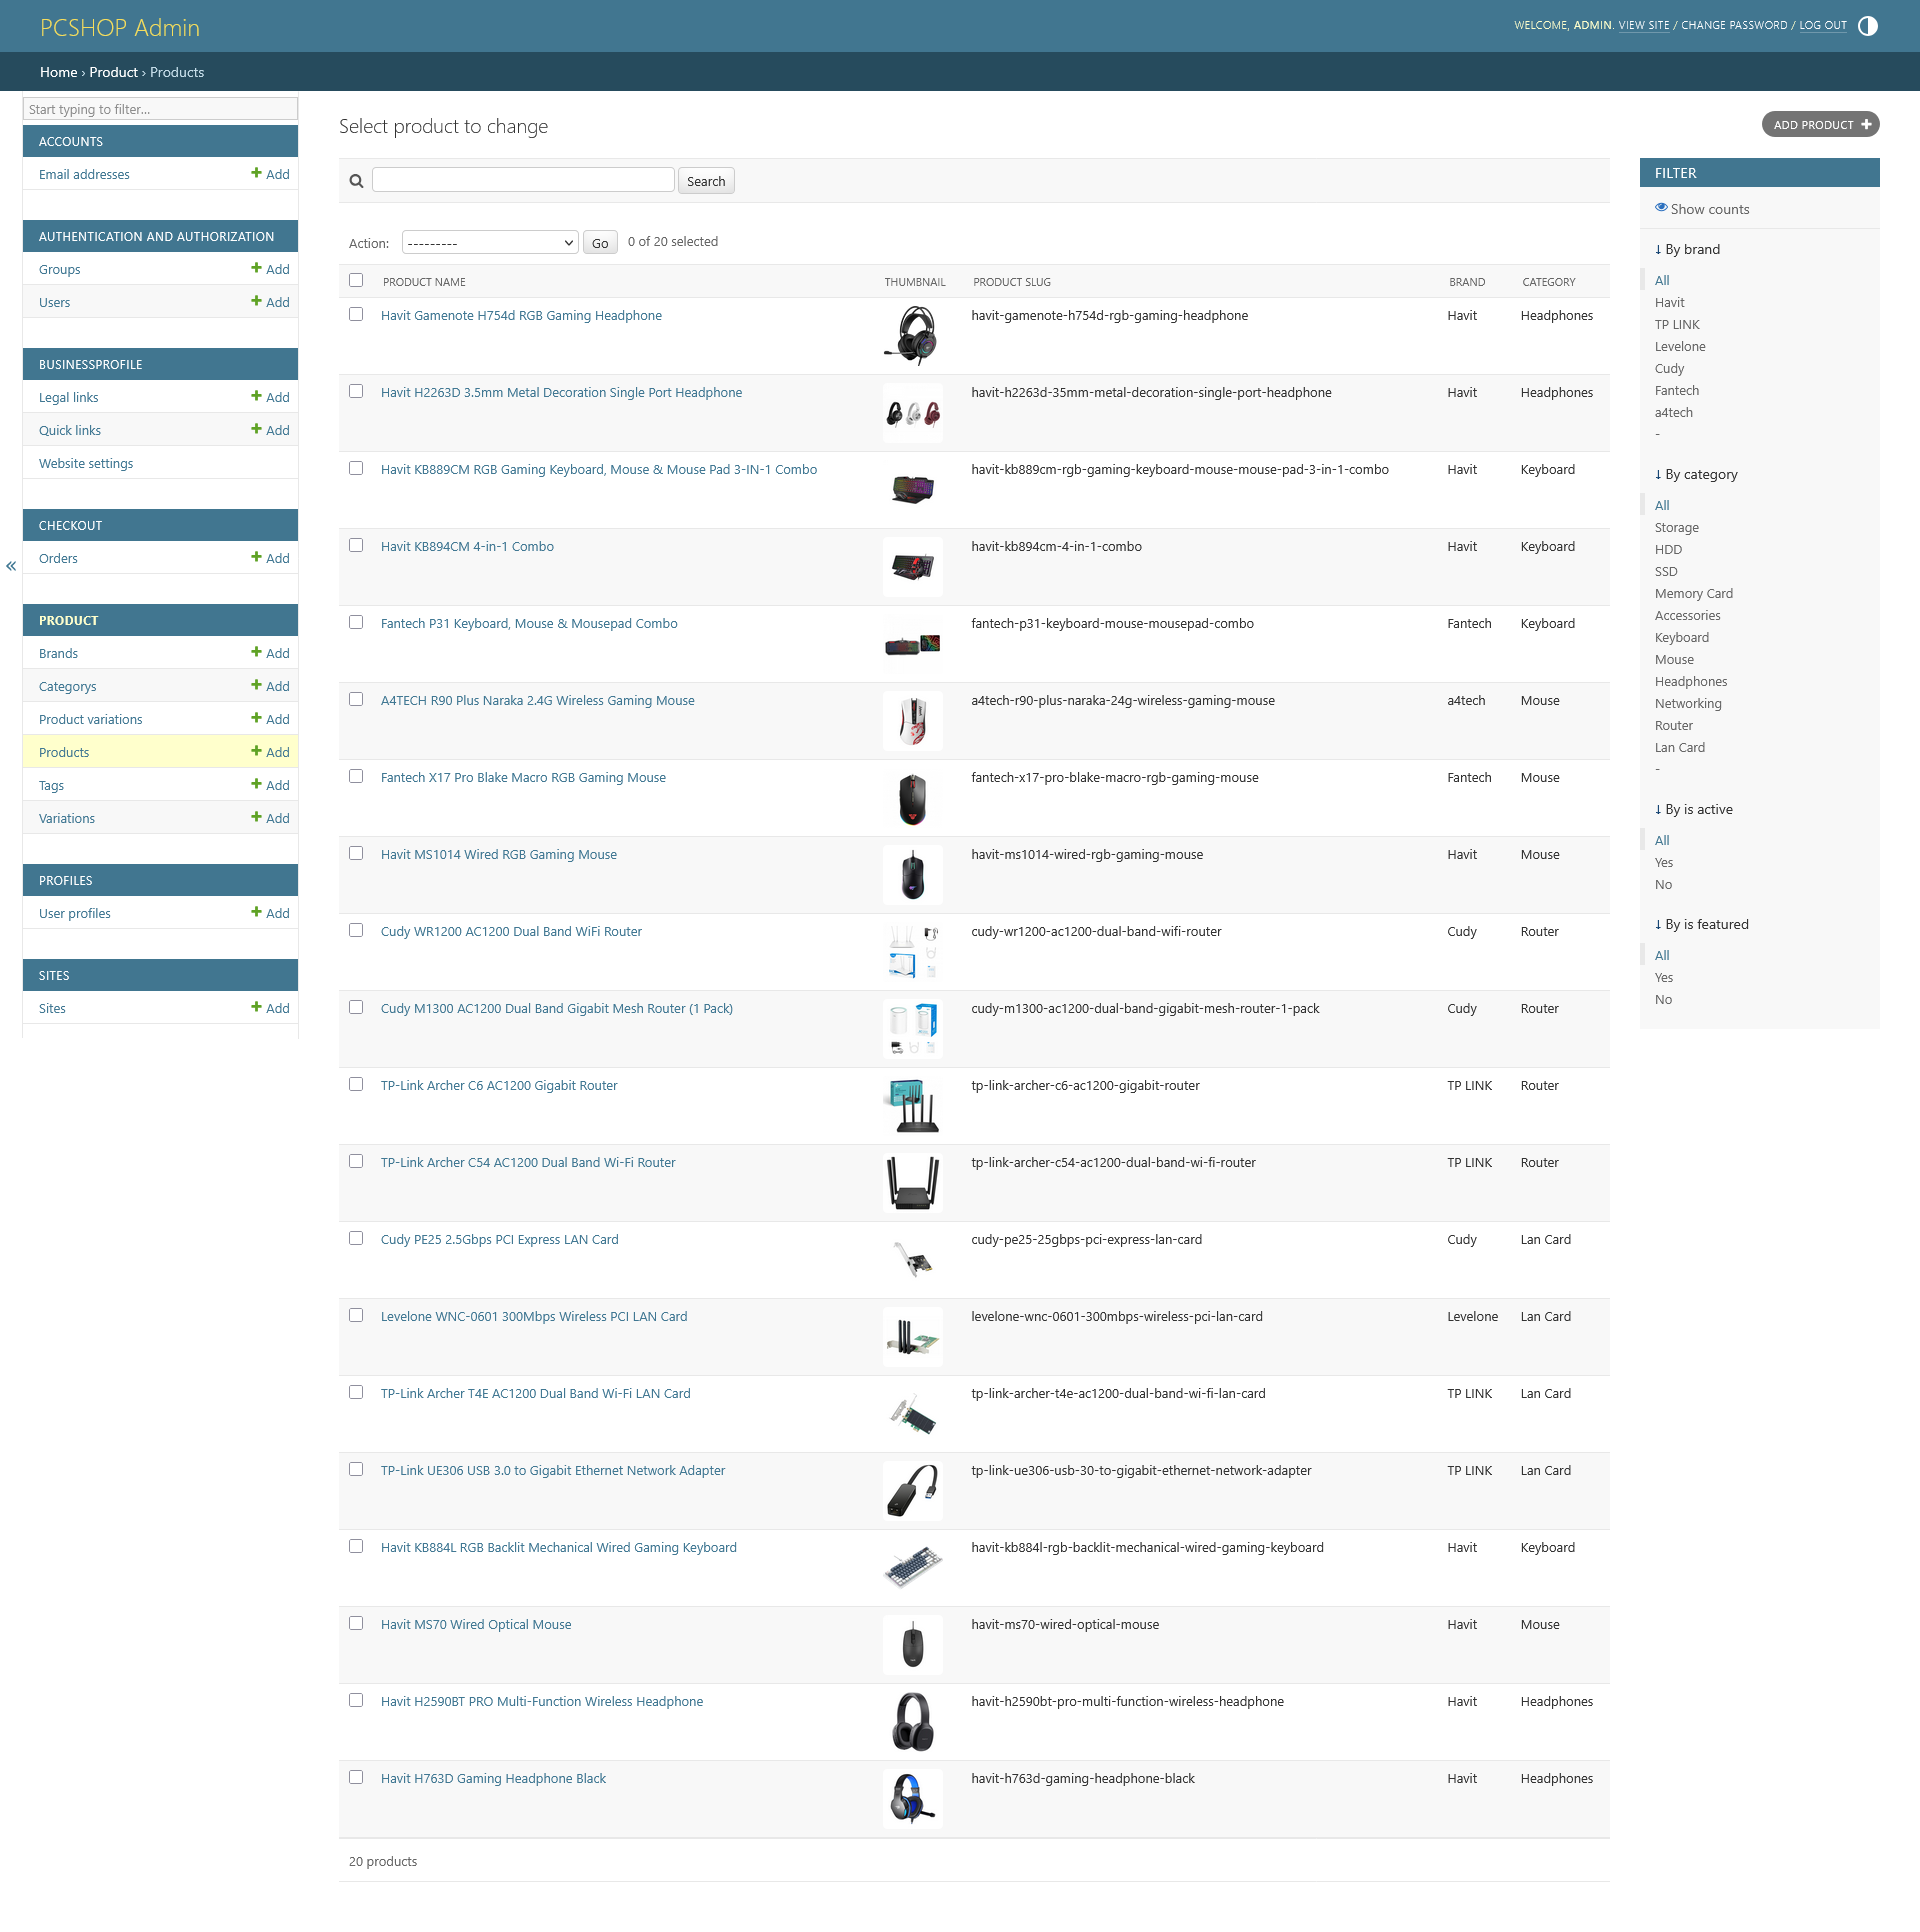 PCSHOP Admin
WELCOME, ADMIN. VIEW SITE / CHANGE PASSWORD / LOG OUT
Home › Product › Products
Start typing to filter...
ACCOUNTS
Email addresses Add
AUTHENTICATION AND AUTHORIZATION
Groups Add
Users Add
BUSINESSPROFILE
Legal links Add
Quick links Add
Website settings
CHECKOUT
Orders Add
PRODUCT
Brands Add
Categorys Add
Product variations Add
Products Add
Tags Add
Variations Add
PROFILES
User profiles Add
SITES
Sites Add
«
Select product to change
ADD PRODUCT
Search
Action: --------- Go 0 of 20 selected
PRODUCT NAME THUMBNAIL PRODUCT SLUG BRAND CATEGORY
Havit Gamenote H754d RGB Gaming Headphone havit-gamenote-h754d-rgb-gaming-headphone Havit Headphones
Havit H2263D 3.5mm Metal Decoration Single Port Headphone havit-h2263d-35mm-metal-decoration-single-port-headphone Havit Headphones
Havit KB889CM RGB Gaming Keyboard, Mouse & Mouse Pad 3-IN-1 Combo havit-kb889cm-rgb-gaming-keyboard-mouse-mouse-pad-3-in-1-combo Havit Keyboard
Havit KB894CM 4-in-1 Combo havit-kb894cm-4-in-1-combo Havit Keyboard
Fantech P31 Keyboard, Mouse & Mousepad Combo fantech-p31-keyboard-mouse-mousepad-combo Fantech Keyboard
A4TECH R90 Plus Naraka 2.4G Wireless Gaming Mouse a4tech-r90-plus-naraka-24g-wireless-gaming-mouse a4tech Mouse
Fantech X17 Pro Blake Macro RGB Gaming Mouse fantech-x17-pro-blake-macro-rgb-gaming-mouse Fantech Mouse
Havit MS1014 Wired RGB Gaming Mouse havit-ms1014-wired-rgb-gaming-mouse Havit Mouse
Cudy WR1200 AC1200 Dual Band WiFi Router cudy-wr1200-ac1200-dual-band-wifi-router Cudy Router
Cudy M1300 AC1200 Dual Band Gigabit Mesh Router (1 Pack) cudy-m1300-ac1200-dual-band-gigabit-mesh-router-1-pack Cudy Router
TP-Link Archer C6 AC1200 Gigabit Router tp-link-archer-c6-ac1200-gigabit-router TP LINK Router
TP-Link Archer C54 AC1200 Dual Band Wi-Fi Router tp-link-archer-c54-ac1200-dual-band-wi-fi-router TP LINK Router
Cudy PE25 2.5Gbps PCI Express LAN Card cudy-pe25-25gbps-pci-express-lan-card Cudy Lan Card
Levelone WNC-0601 300Mbps Wireless PCI LAN Card levelone-wnc-0601-300mbps-wireless-pci-lan-card Levelone Lan Card
TP-Link Archer T4E AC1200 Dual Band Wi-Fi LAN Card tp-link-archer-t4e-ac1200-dual-band-wi-fi-lan-card TP LINK Lan Card
TP-Link UE306 USB 3.0 to Gigabit Ethernet Network Adapter tp-link-ue306-usb-30-to-gigabit-ethernet-network-adapter TP LINK Lan Card
Havit KB884L RGB Backlit Mechanical Wired Gaming Keyboard havit-kb884l-rgb-backlit-mechanical-wired-gaming-keyboard Havit Keyboard
Havit MS70 Wired Optical Mouse havit-ms70-wired-optical-mouse Havit Mouse
Havit H2590BT PRO Multi-Function Wireless Headphone havit-h2590bt-pro-multi-function-wireless-headphone Havit Headphones
Havit H763D Gaming Headphone Black havit-h763d-gaming-headphone-black Havit Headphones
20 products
FILTER
Show counts
↓ By brand
All
Havit
TP LINK
Levelone
Cudy
Fantech
a4tech
-
↓ By category
All
Storage
HDD
SSD
Memory Card
Accessories
Keyboard
Mouse
Headphones
Networking
Router
Lan Card
-
↓ By is active
All
Yes
No
↓ By is featured
All
Yes
No